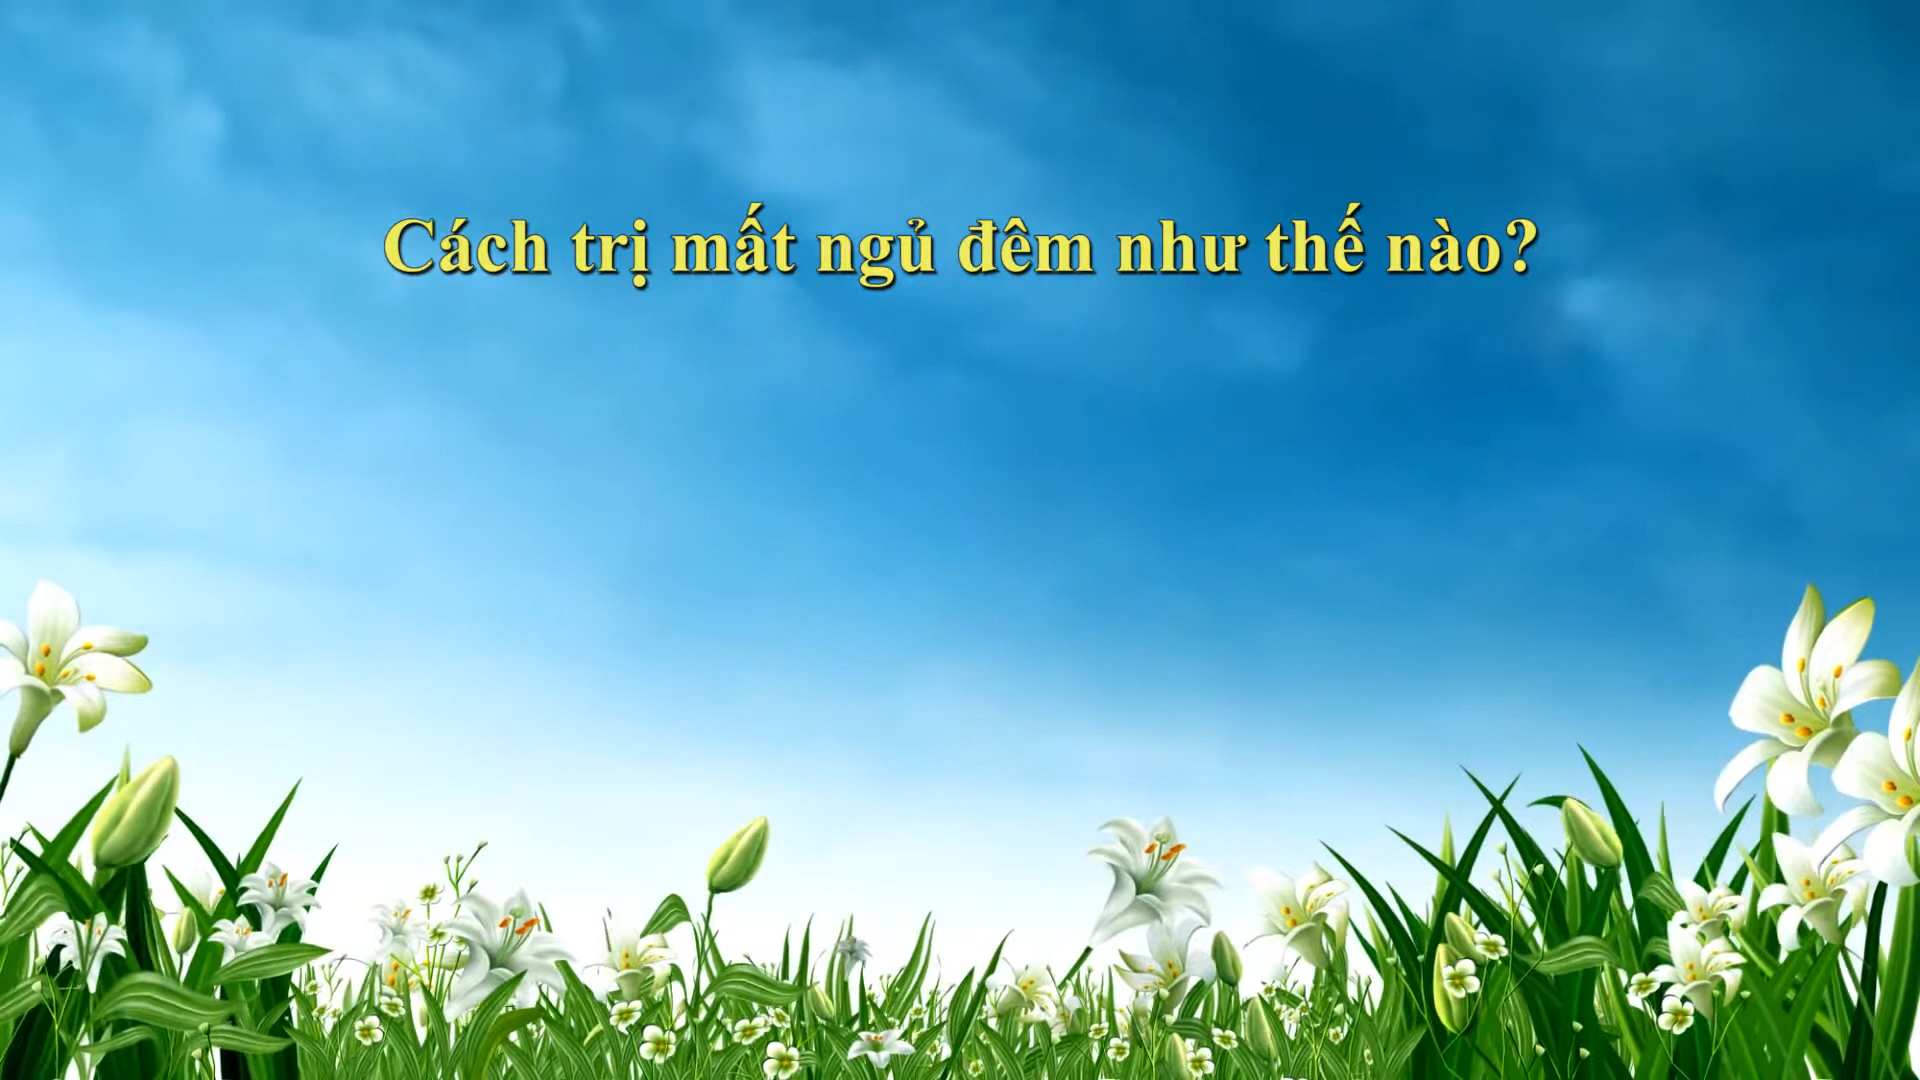 Cách trị mất ngủ đêm như thế nào?